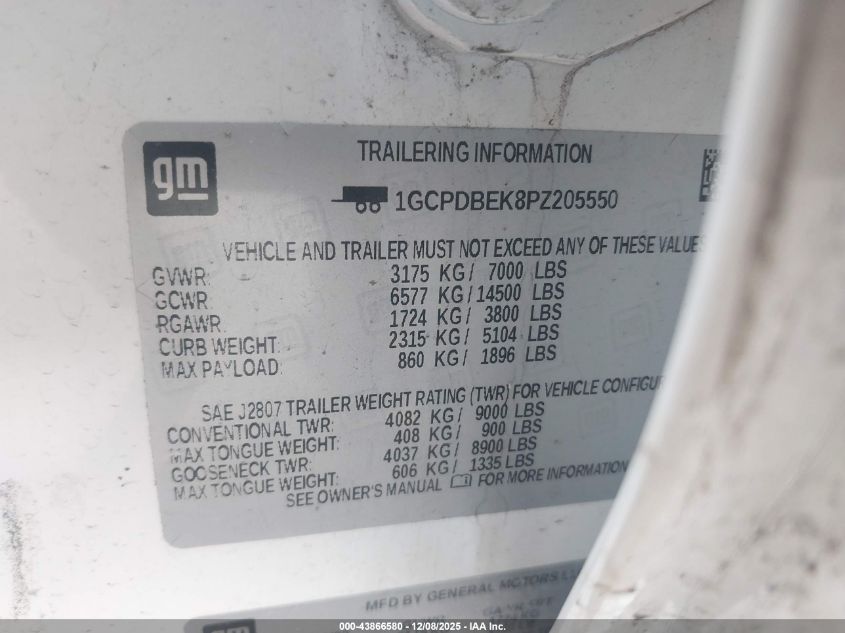 gm
TRAILERING INFORMATION
1GCPDBEK8PZ205550
VEHICLE AND TRAILER MUST NOT EXCEED ANY OF THESE VALUES
GVWR: 3175 KG/ 7000 LBS
GCWR: 6577 KG/14500 LBS
RGAWR: 1724 KG/ 3800 LBS
CURB WEIGHT: 2315 KG/ 5104 LBS
MAX PAYLOAD: 860 KG/ 1896 LBS
SAE J2807 TRAILER WEIGHT RATING (TWR) FOR VEHICLE CONFIGU
CONVENTIONAL TWR: 4082 KG/ 9000 LBS
MAX TONGUE WEIGHT: 408 KG/ 900 LBS
GOOSENECK TWR: 4037 KG/ 8900 LBS
MAX TONGUE WEIGHT: 606 KG/ 1335 LBS
SEE OWNER'S MANUAL FOR MORE INFORMATION
MFD BY GENERAL MOTORS
gm
000-43866580 - 12/08/2025 - IAA Inc.